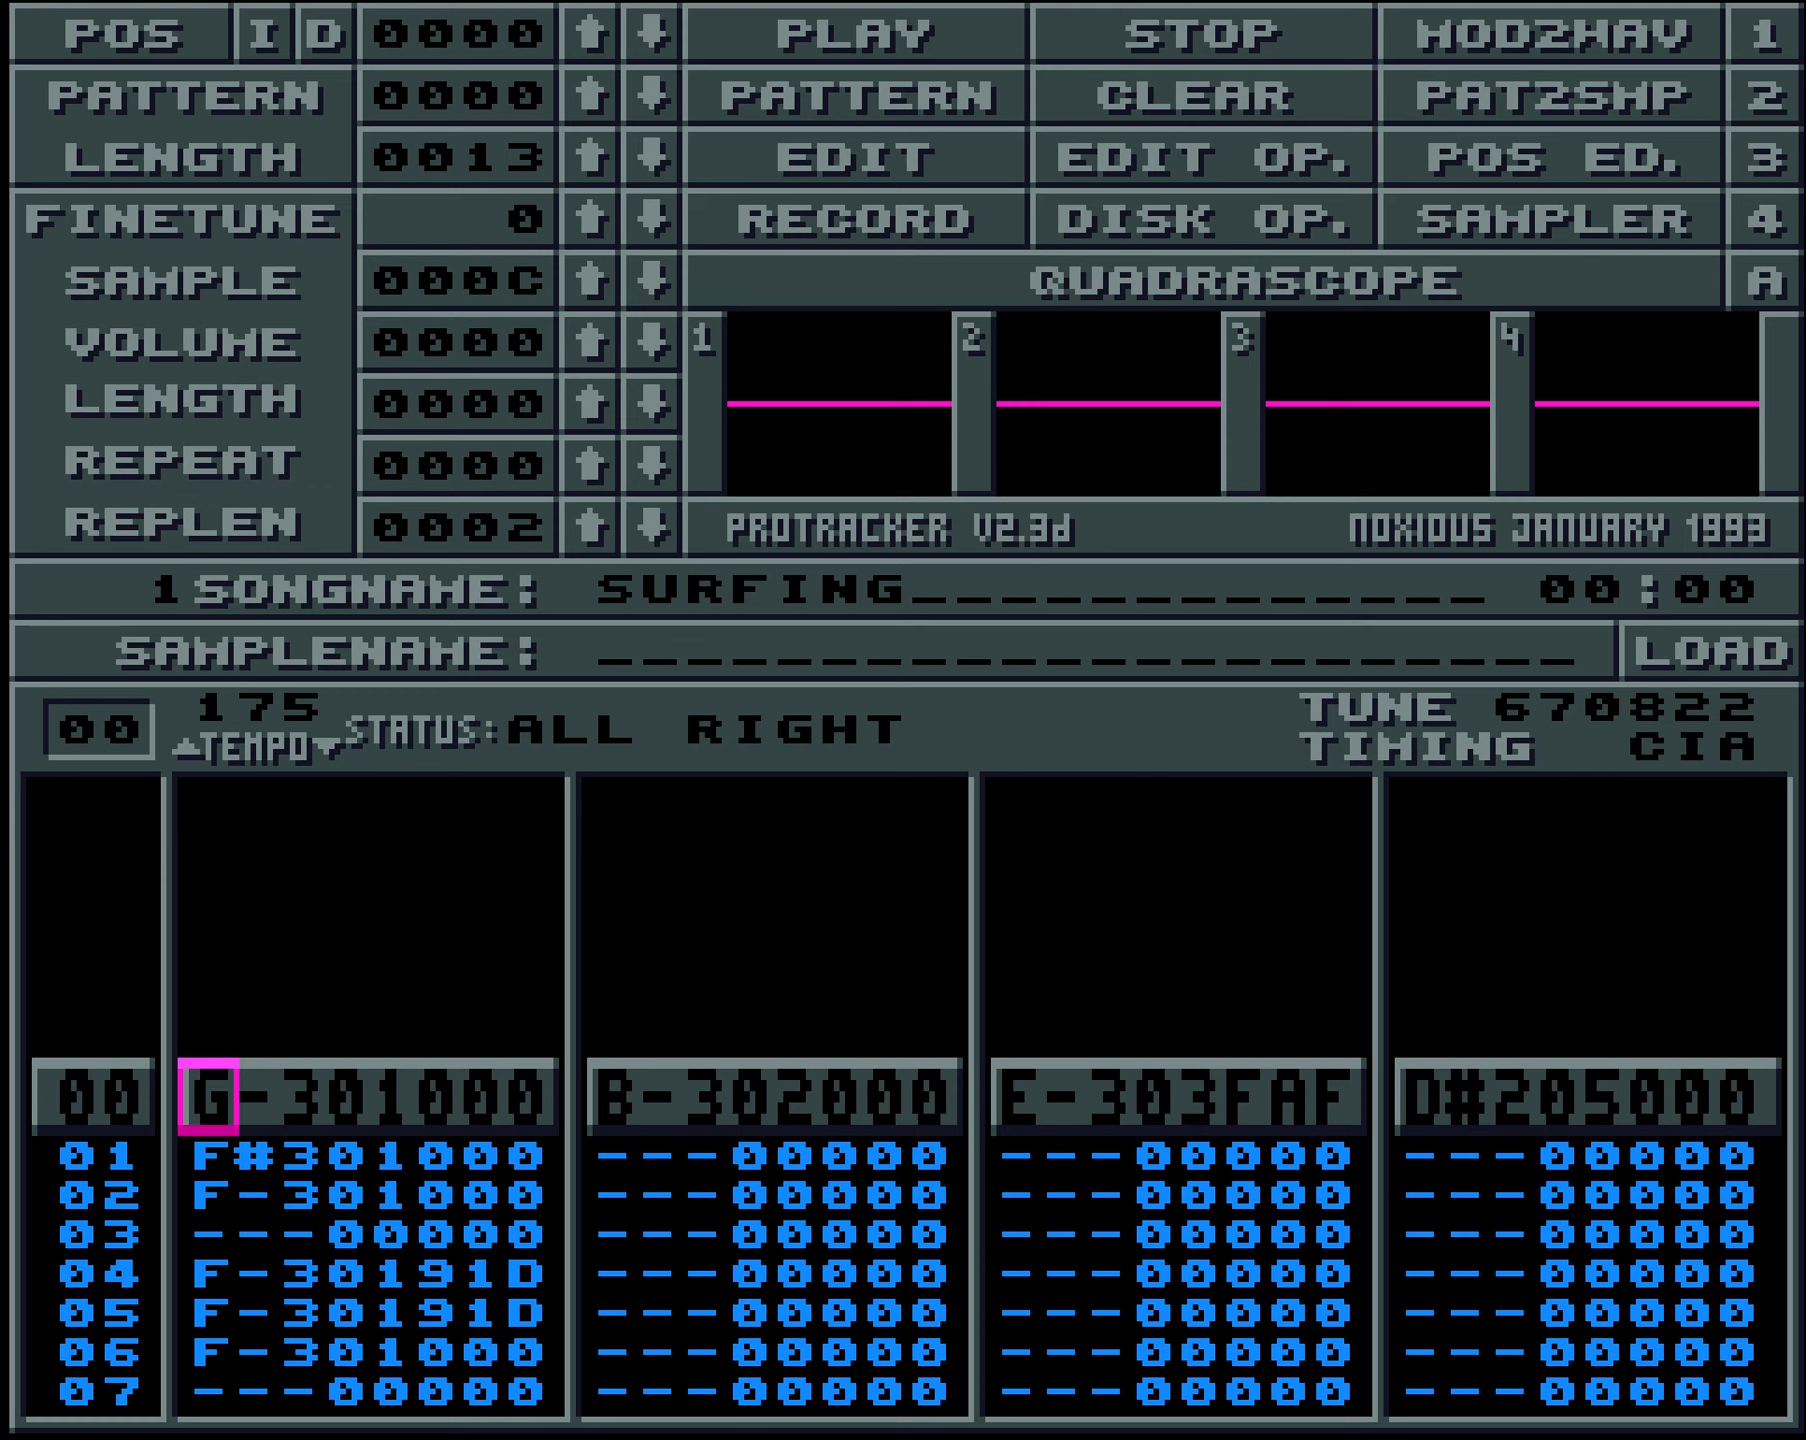 POS I D 0000 PLAY STOP MOD2WAV 1
PATTERN 0000 PATTERN CLEAR PAT2SMP 2
LENGTH 0013 EDIT EDIT OP. POS ED. 3
FINETUNE 0 RECORD DISK OP. SAMPLER 4
SAMPLE 000C QUADRASCOPE A
VOLUME 0000 1 2 3 4
LENGTH 0000
REPEAT 0000
REPLEN 0002 PROTRACKER V2.3d NOXIOUS JANUARY 1993
1 SONGNAME: SURFING_____________ 00:00
SAMPLENAME: ______________________ LOAD
00 175 TUNE 670822
TEMPO STATUS: ALL RIGHT TIMING CIA
00 G-301000 B-302000 E-303FAF D#205000
01 F#301000 ---00000 ---00000 ---00000
02 F-301000 ---00000 ---00000 ---00000
03 ---00000 ---00000 ---00000 ---00000
04 F-30191D ---00000 ---00000 ---00000
05 F-30191D ---00000 ---00000 ---00000
06 F-301000 ---00000 ---00000 ---00000
07 ---00000 ---00000 ---00000 ---00000